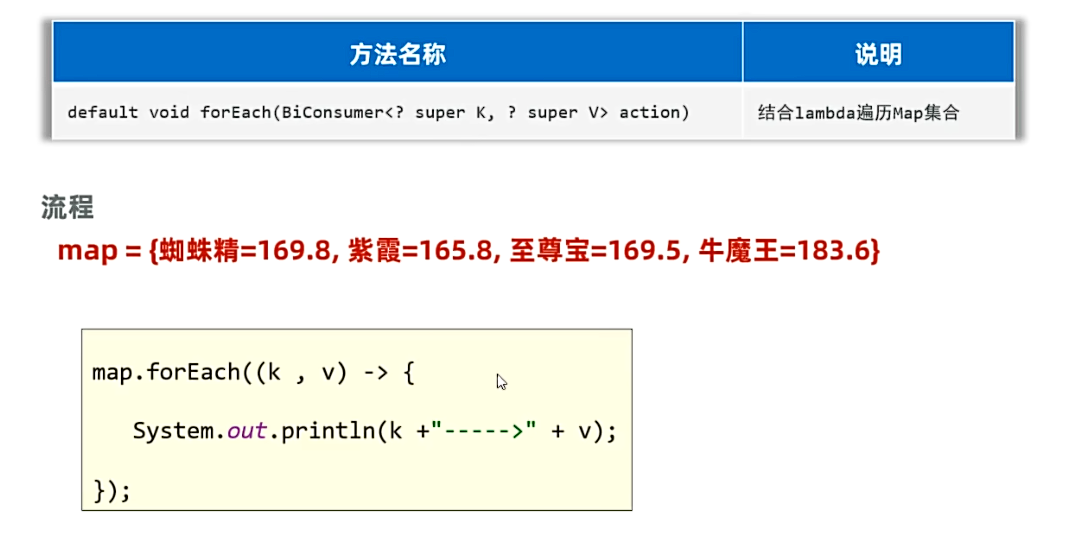 方法名称 说明
default void forEach(BiConsumer<? super K, ? super V> action) 结合lambda遍历Map集合
流程
map = {蜘蛛精=169.8, 紫霞=165.8, 至尊宝=169.5, 牛魔王=183.6}
map.forEach((k , v) -> {
System.out.println(k +"----->" + v);
});